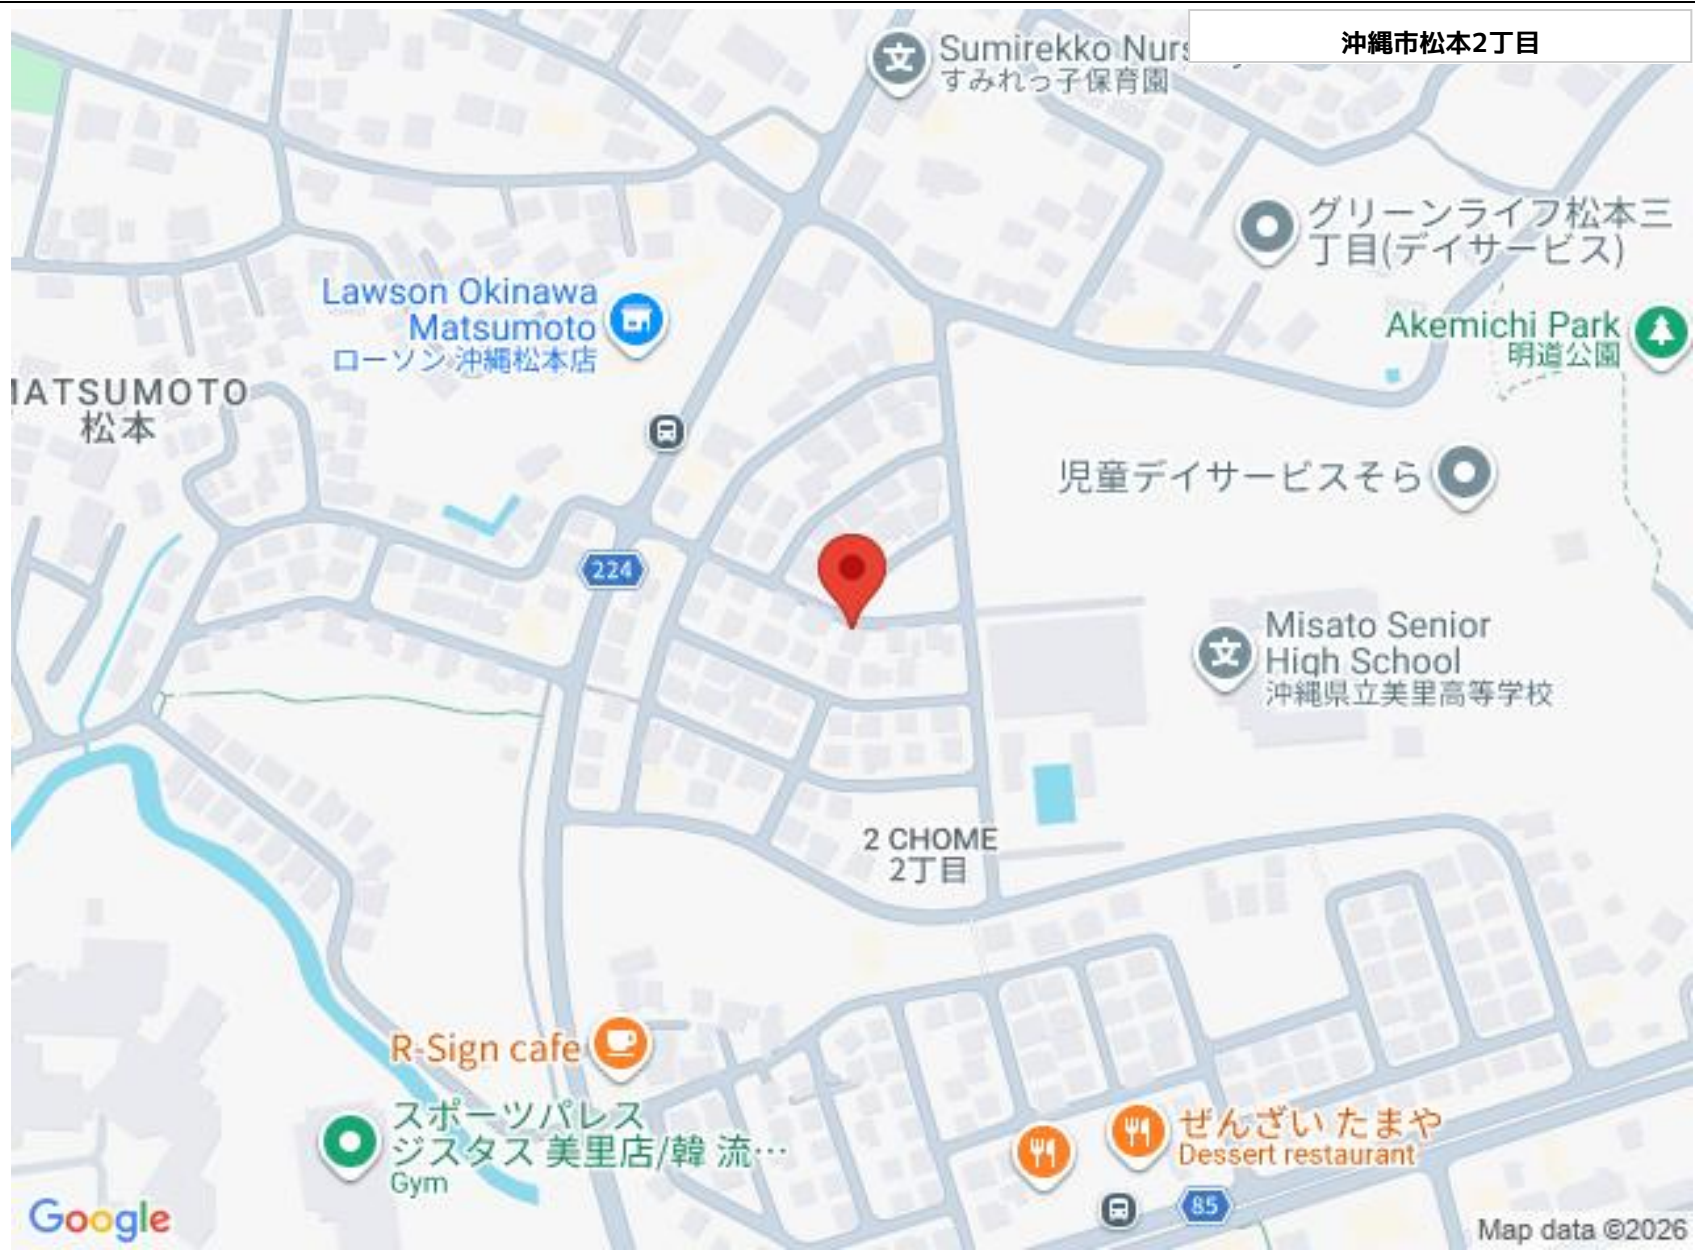 沖縄市松本2丁目
Sumirekko Nurs
すみれっ子保育園
グリーンライフ松本三
丁目(デイサービス)
Lawson Okinawa
Matsumoto
ローソン 沖縄松本店
Akemichi Park
明道公園
MATSUMOTO
松本
児童デイサービスそら
224
Misato Senior
High School
沖縄県立美里高等学校
2 CHOME
2丁目
R-Sign cafe
スポーツパレス
ジスタス 美里店/韓 流…
Gym
ぜんざい たまや
Dessert restaurant
85
Google
Map data ©2026